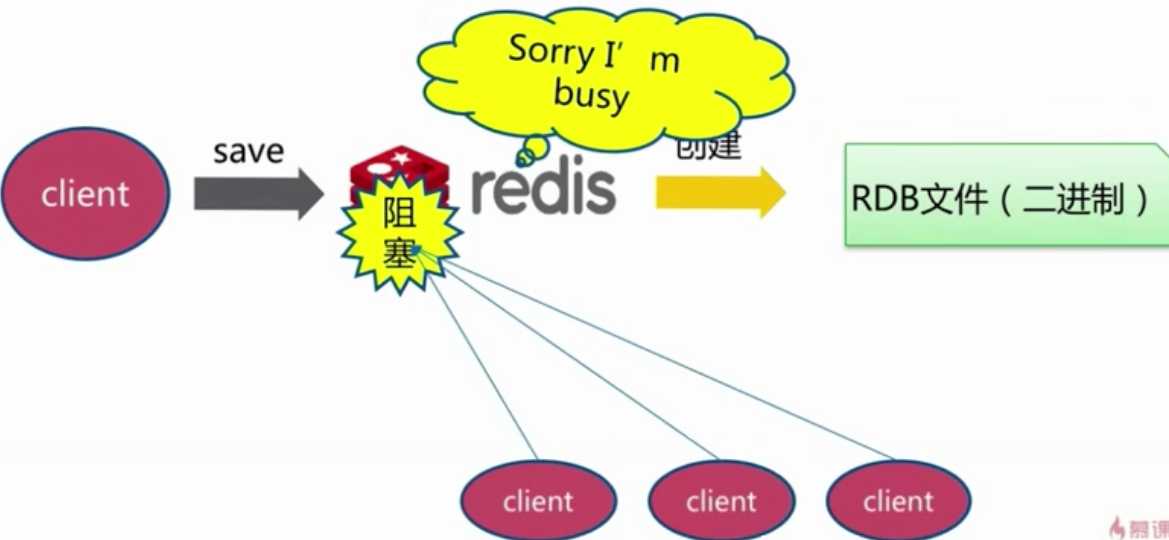 Sorry I'm
busy
save
创建
client
redis
阻
塞
RDB文件（二进制）
client
client
client
慕课